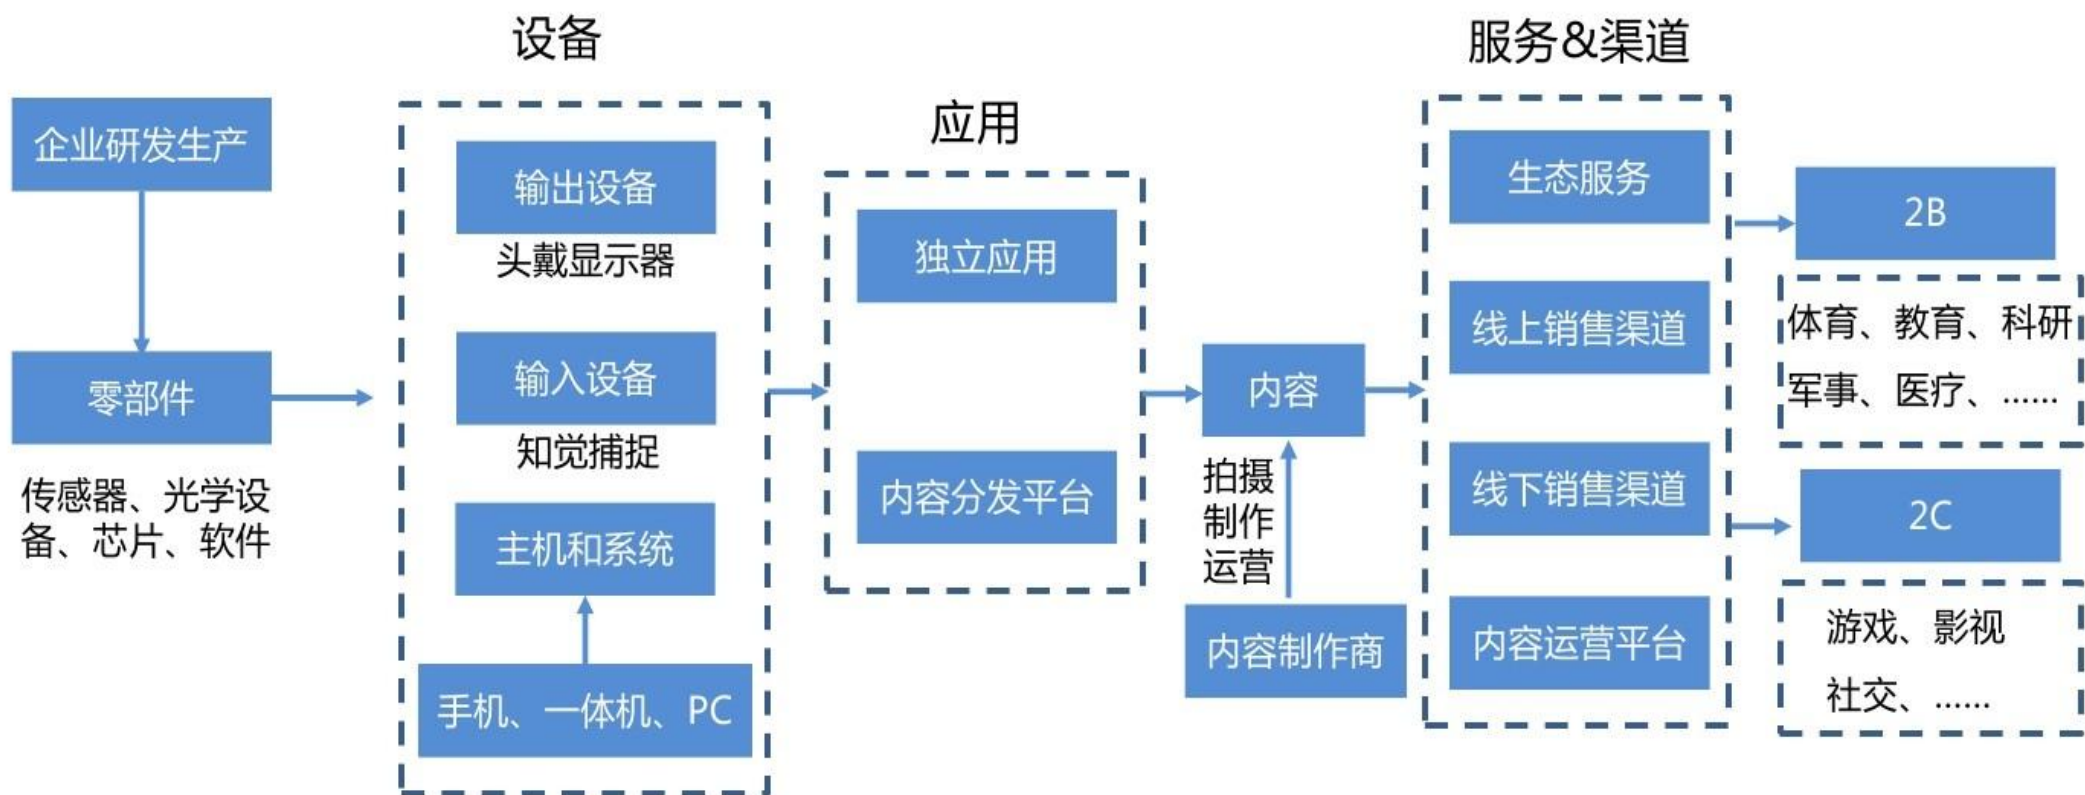 设备
服务&渠道
应用
企业研发生产
零部件
传感器、光学设
备、芯片、软件
输出设备
头戴显示器
输入设备
知觉捕捉
主机和系统
手机、一体机、PC
独立应用
内容分发平台
内容
拍摄
制作
运营
内容制作商
生态服务
线上销售渠道
线下销售渠道
内容运营平台
2B
体育、教育、科研
军事、医疗、......
2C
游戏、影视
社交、......